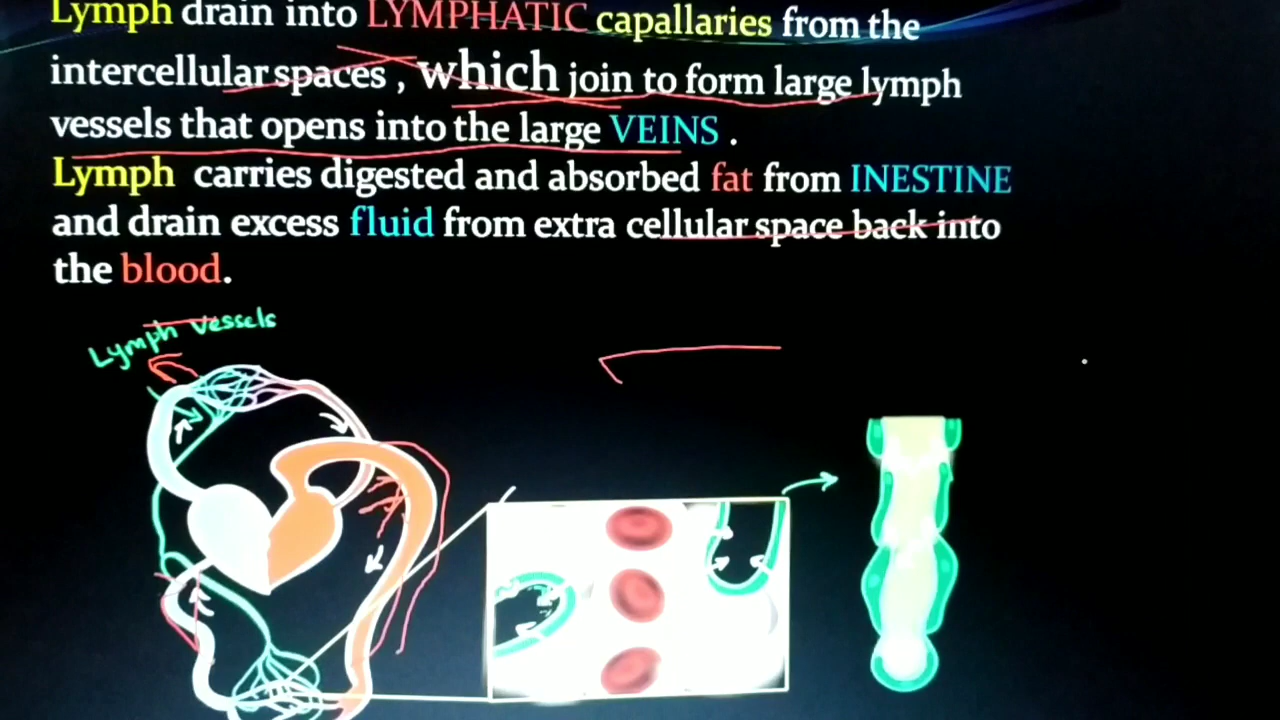 Lymph drain into LYMPHATIC capallaries from the
intercellular spaces , which join to form large lymph
vessels that opens into the large VEINS .
Lymph carries digested and absorbed fat from INESTINE
and drain excess fluid from extra cellular space back into
the blood.
Lymph vessels